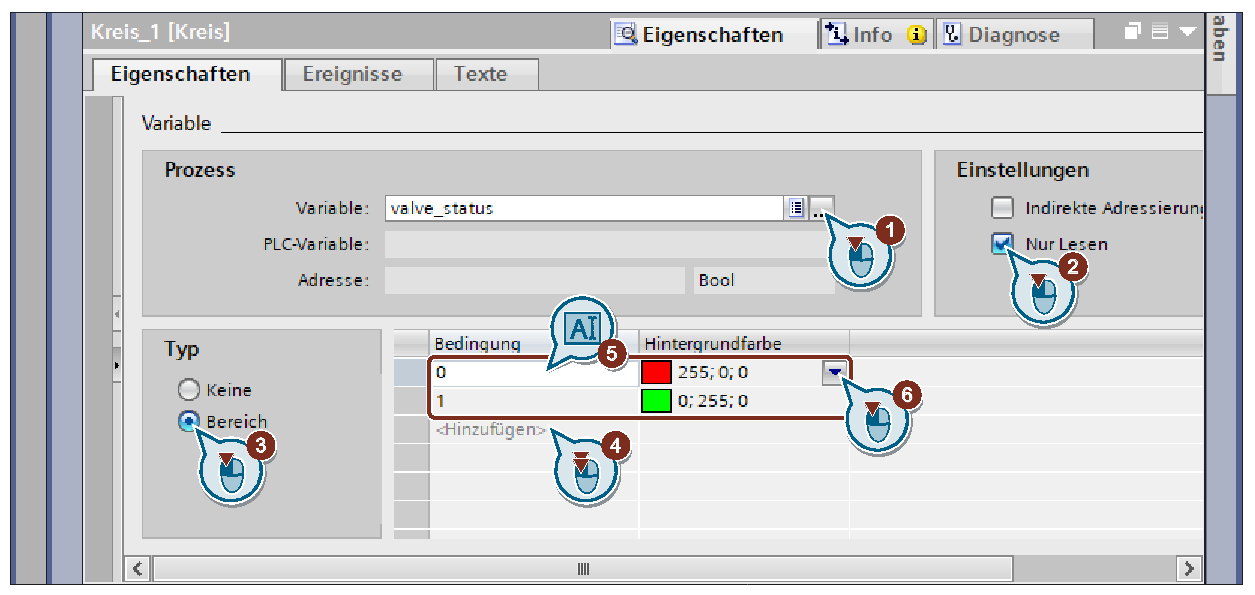 Kreis_1 [Kreis]
Eigenschaften
Info
Diagnose
aben
Eigenschaften
Ereignisse
Texte
Variable
Prozess
Variable:
valve_status
...
1
PLC-Variable:
Adresse:
Bool
Einstellungen
Indirekte Adressierung
Nur Lesen
2
Typ
Keine
Bereich
3
Bedingung
Hintergrundfarbe
AI
5
0
255; 0; 0
1
0; 255; 0
6
<Hinzufügen>
4